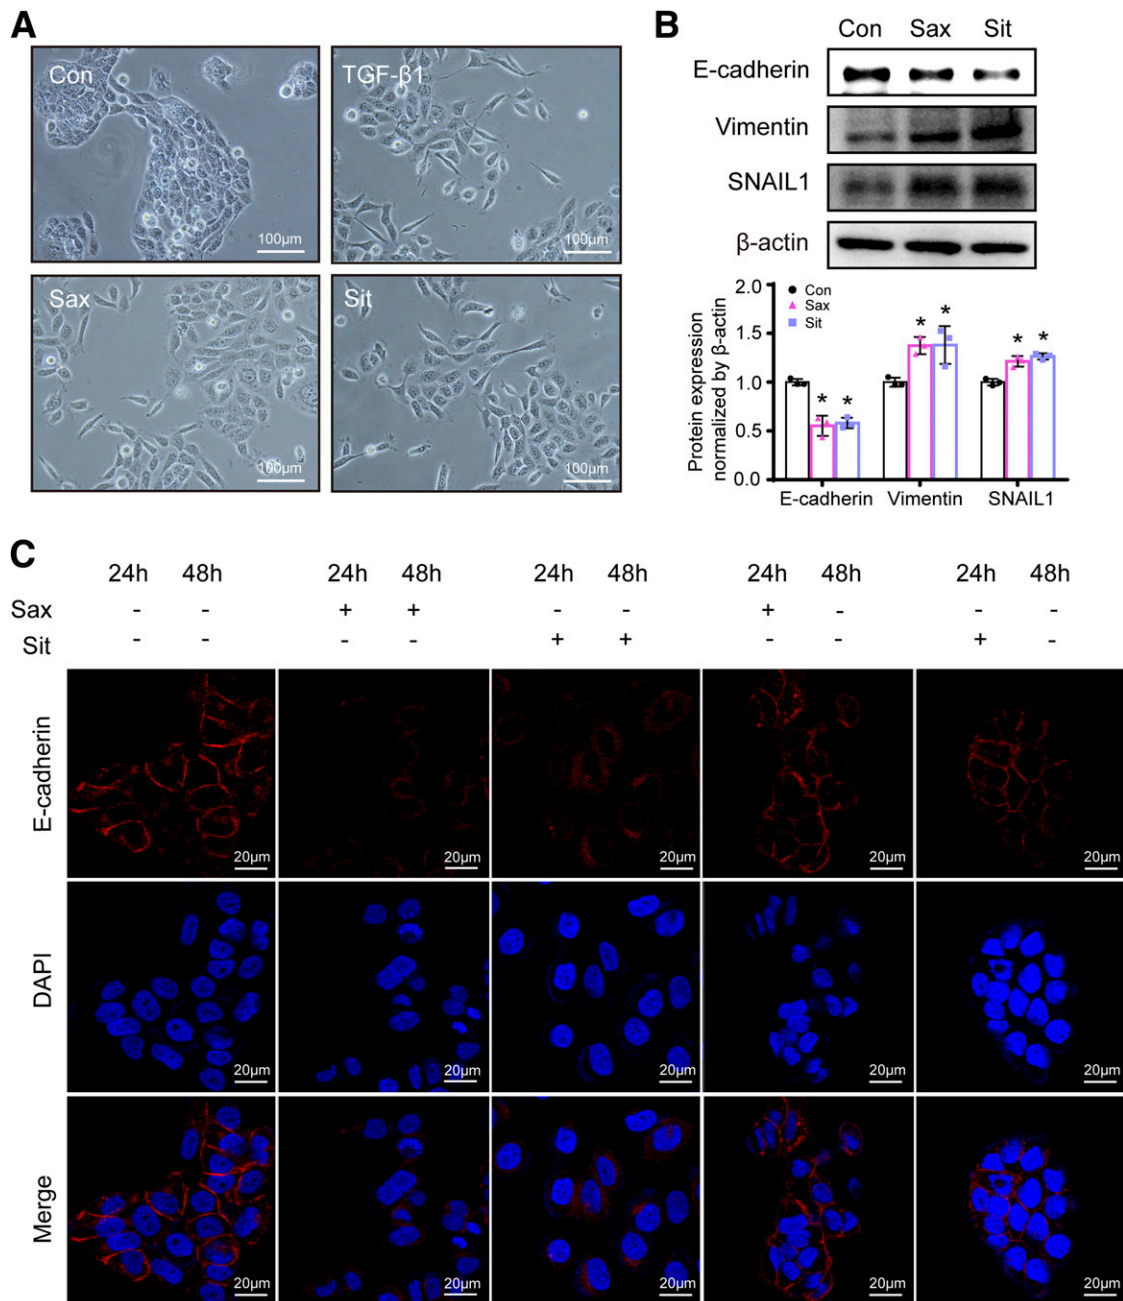 A
Con
100μm
TGF-β1
100μm
Sax
100μm
Sit
100μm
B
Con Sax Sit
E-cadherin
Vimentin
SNAIL1
β-actin
Protein expression
normalized by β-actin
2.0
1.5
1.0
0.5
0.0
Con
Sax
Sit
* * * * * *
E-cadherin Vimentin SNAIL1
C
24h 48h 24h 48h 24h 48h 24h 48h 24h 48h
Sax - - + + - - + - - -
Sit - - - - + + - - + -
E-cadherin
20μm 20μm 20μm 20μm 20μm
DAPI
20μm 20μm 20μm 20μm 20μm
Merge
20μm 20μm 20μm 20μm 20μm